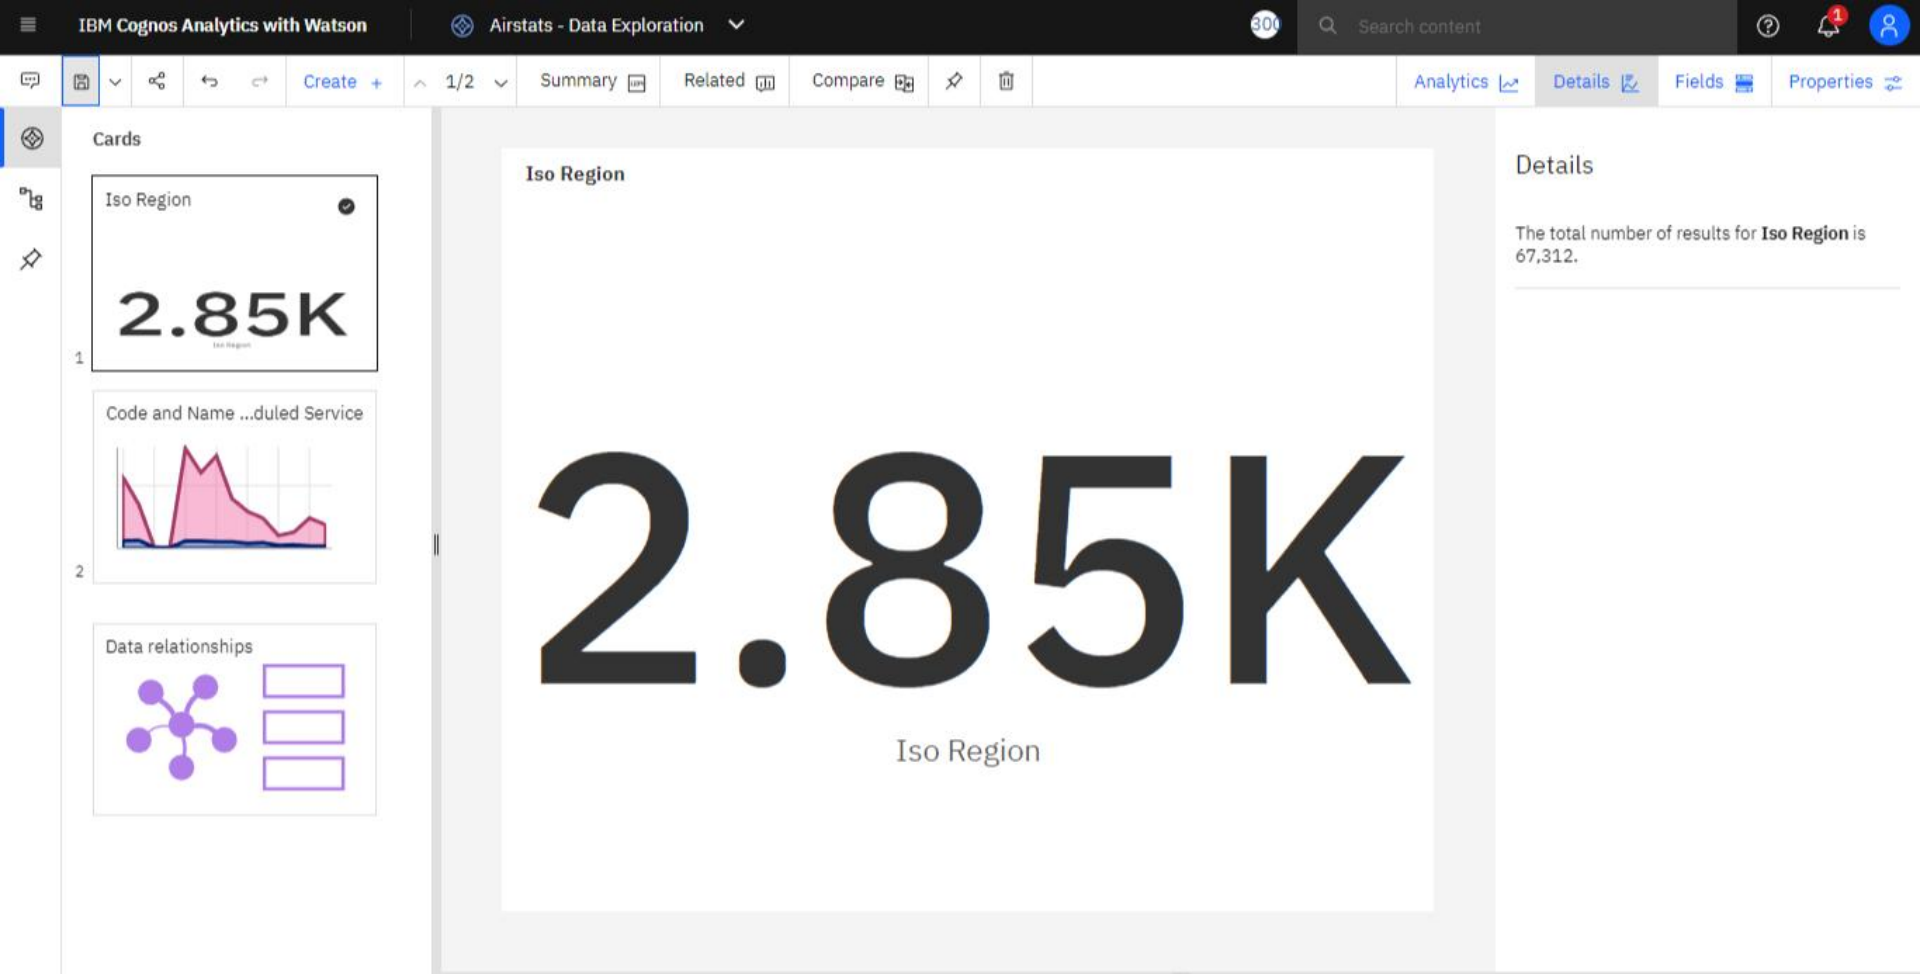 IBM Cognos Analytics with Watson
Airstats - Data Exploration
300
Search content
1
Create +
1/2
Summary
Related
Compare
Analytics
Details
Fields
Properties
Cards
Iso Region
2.85K
Iso Region
1
Code and Name ...duled Service
2
Data relationships
Iso Region
2.85K
Iso Region
Details
The total number of results for Iso Region is
67,312.